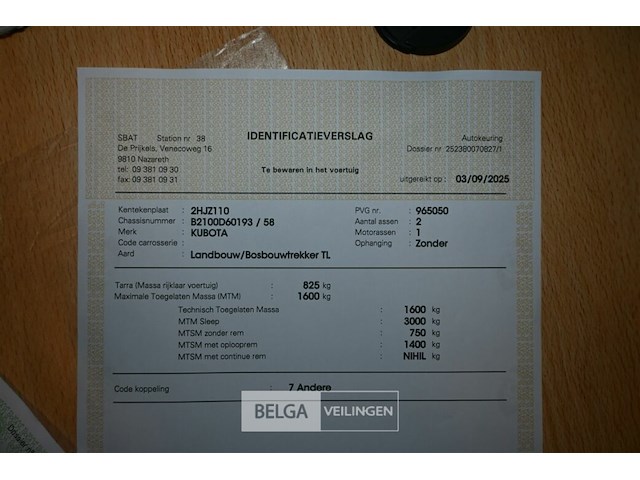 SBAT Station nr 38
De Prijkels, Venecoweg 16
9810 Nazareth
tel: 09 381 09 30
fax: 09 381 09 31
IDENTIFICATIEVERSLAG
Te bewaren in het voertuig
Autokeuring
Dossier nr :252380070827/1
uitgereikt op : 03/09/2025
Kentekenplaat : 2HJZ110
Chassisnummer : B2100D60193 / 58
Merk : KUBOTA
Code carrosserie :
Aard : Landbouw/Bosbouwtrekker TL
PVG nr. : 965050
Aantal assen : 2
Motorassen : 1
Ophanging : Zonder
Tarra (Massa rijklaar voertuig) : 825 kg
Maximale Toegelaten Massa (MTM) : 1600 kg
Technisch Toegelaten Massa : 1600 kg
MTM Sleep : 3000 kg
MTSM zonder rem : 750 kg
MTSM met oplooprem : 1400 kg
MTSM met continue rem : NIHIL kg
Code koppeling : 7 Andere
BELGA VEILINGEN